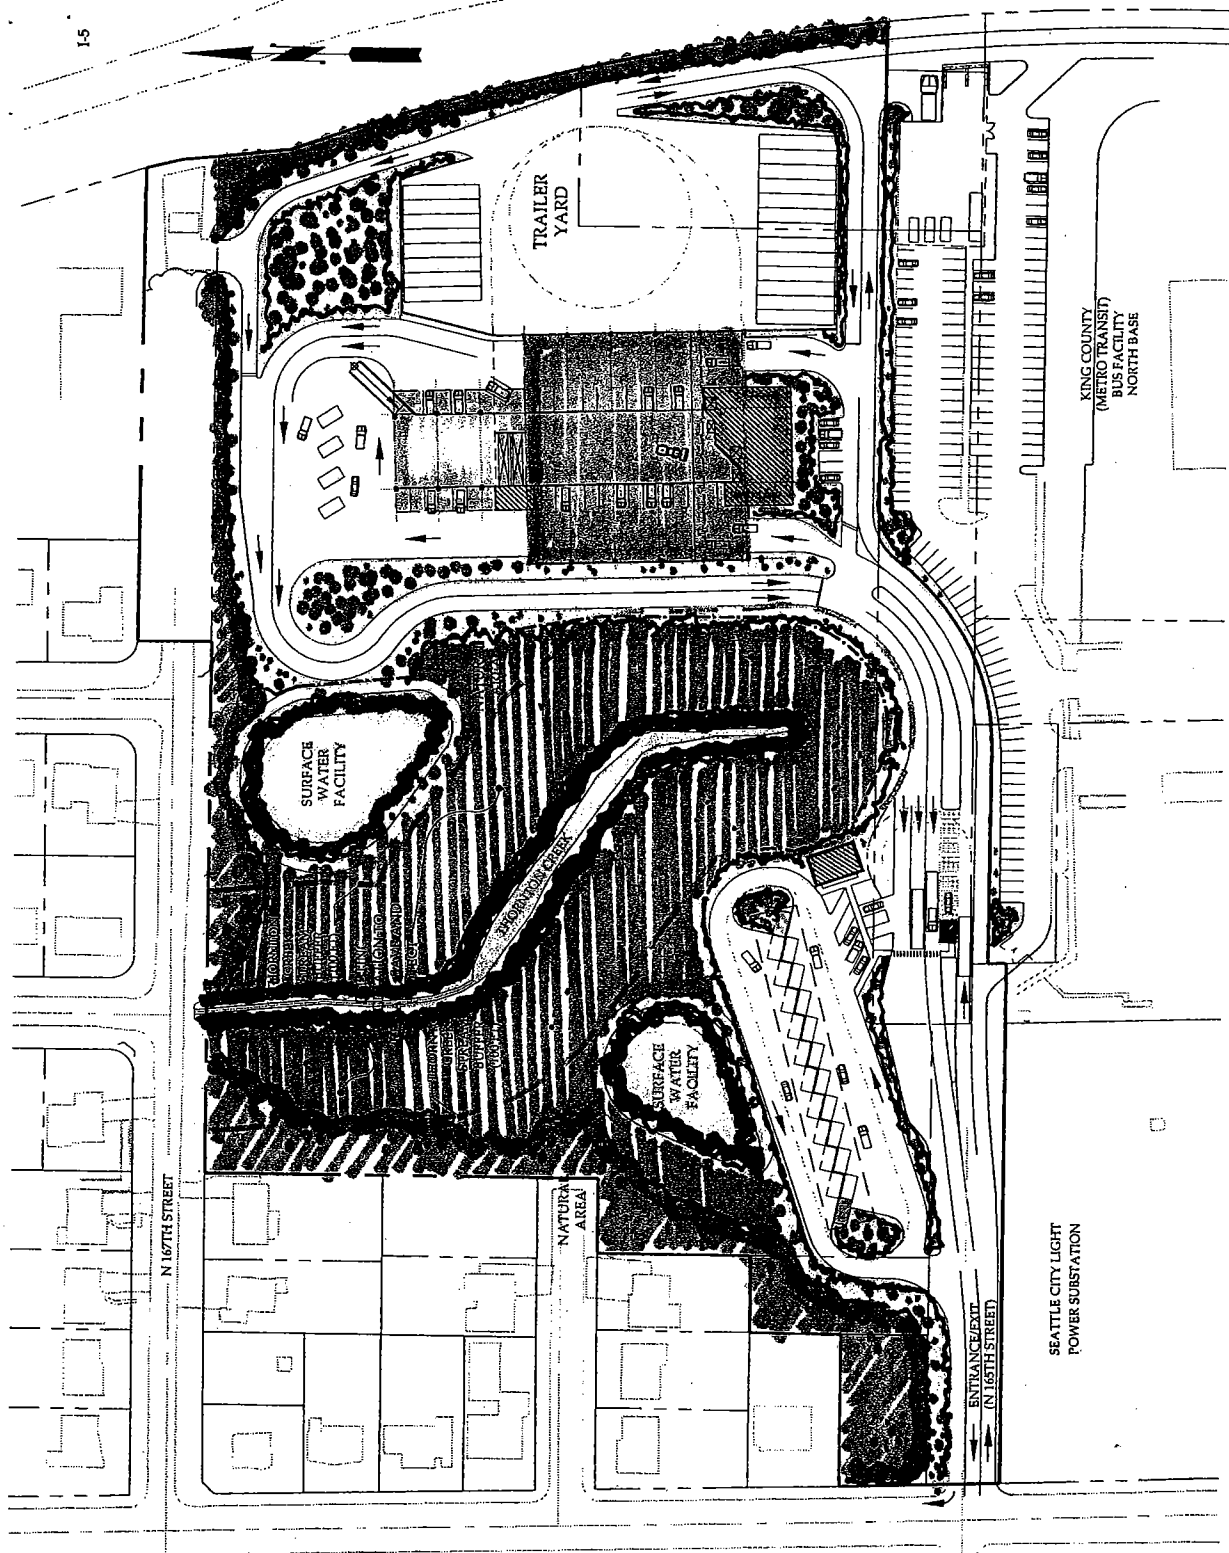 I-5
TRAILER
YARD
KING COUNTY
(METRO TRANSIT)
BUS FACILITY
NORTH BASE
SURFACE
WATER
FACILITY
THORNTON CREEK
SURFACE
WATER
FACILITY
N 167TH STREET
NATURAL
AREA
ENTRANCE/EXIT
(N 165TH STREET)
SEATTLE CITY LIGHT
POWER SUBSTATION